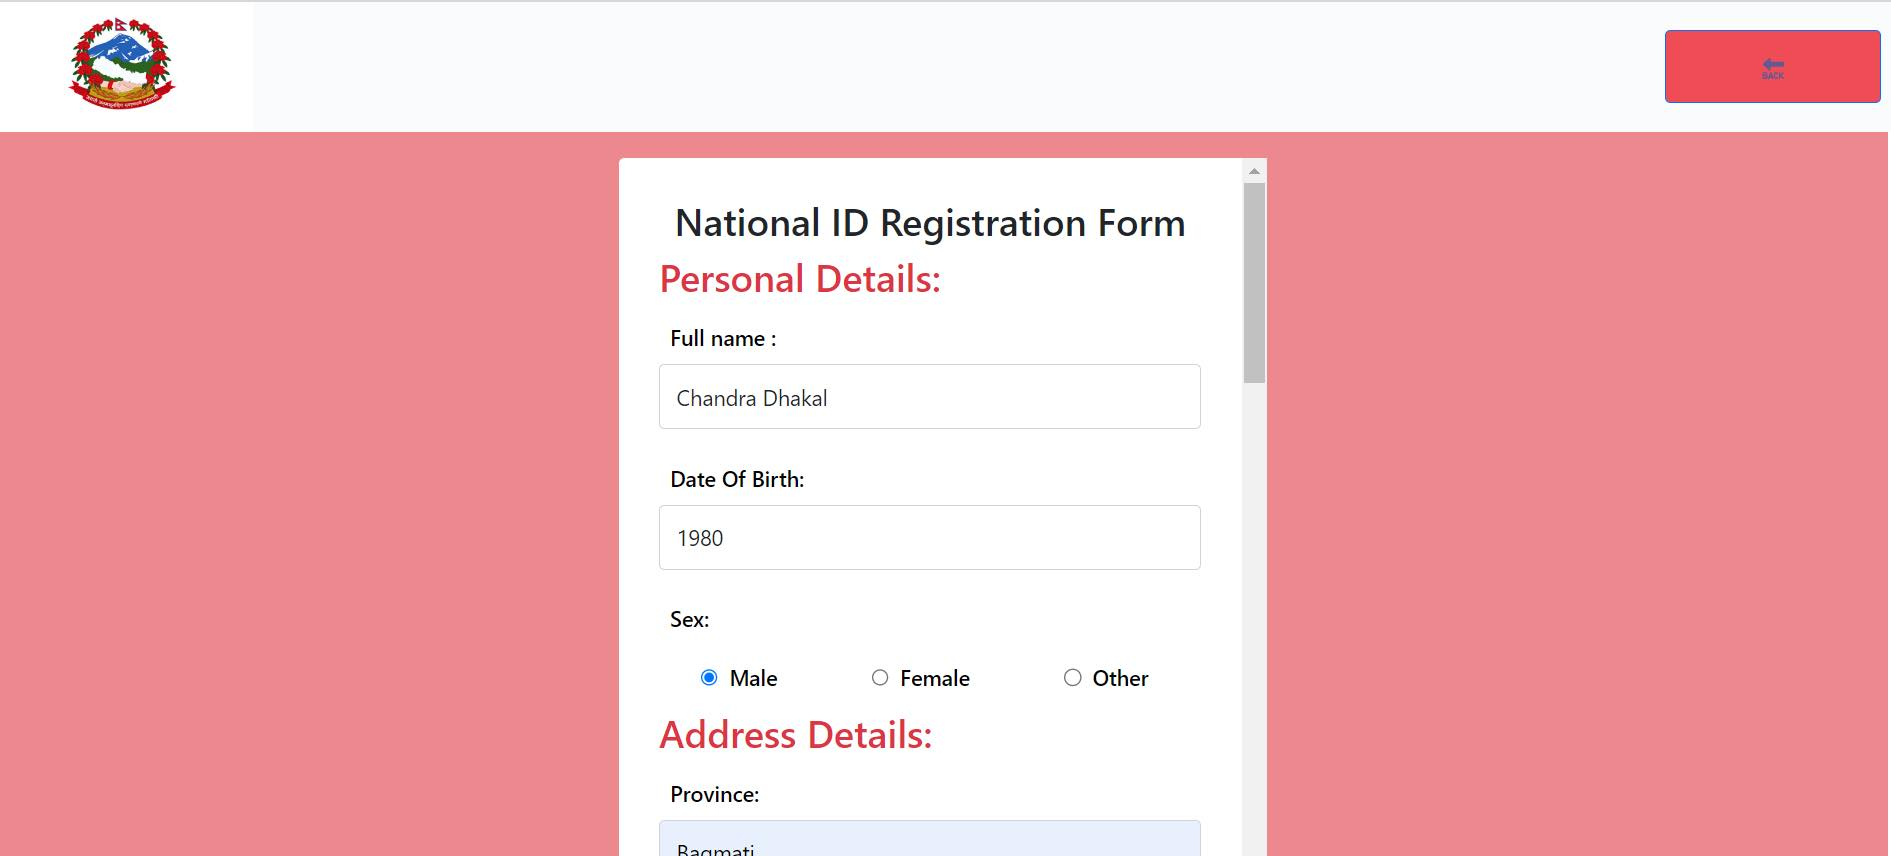 BACK
National ID Registration Form
Personal Details:
Full name :
Chandra Dhakal
Date Of Birth:
1980
Sex:
Male Female Other
Address Details:
Province:
Bagmati